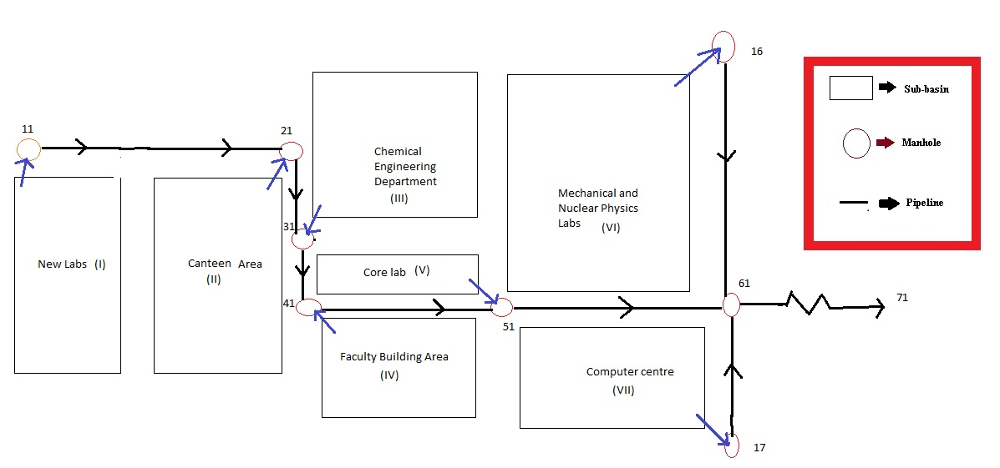 11
21
16
Chemical
Engineering
Department
(III)
Mechanical and
Nuclear Physics
Labs (VI)
Sub-basin
Manhole
Pipeline
31
New Labs (I)
Canteen Area
(II)
Core lab (V)
41
51
61
71
Faculty Building Area
(IV)
Computer centre
(VII)
17